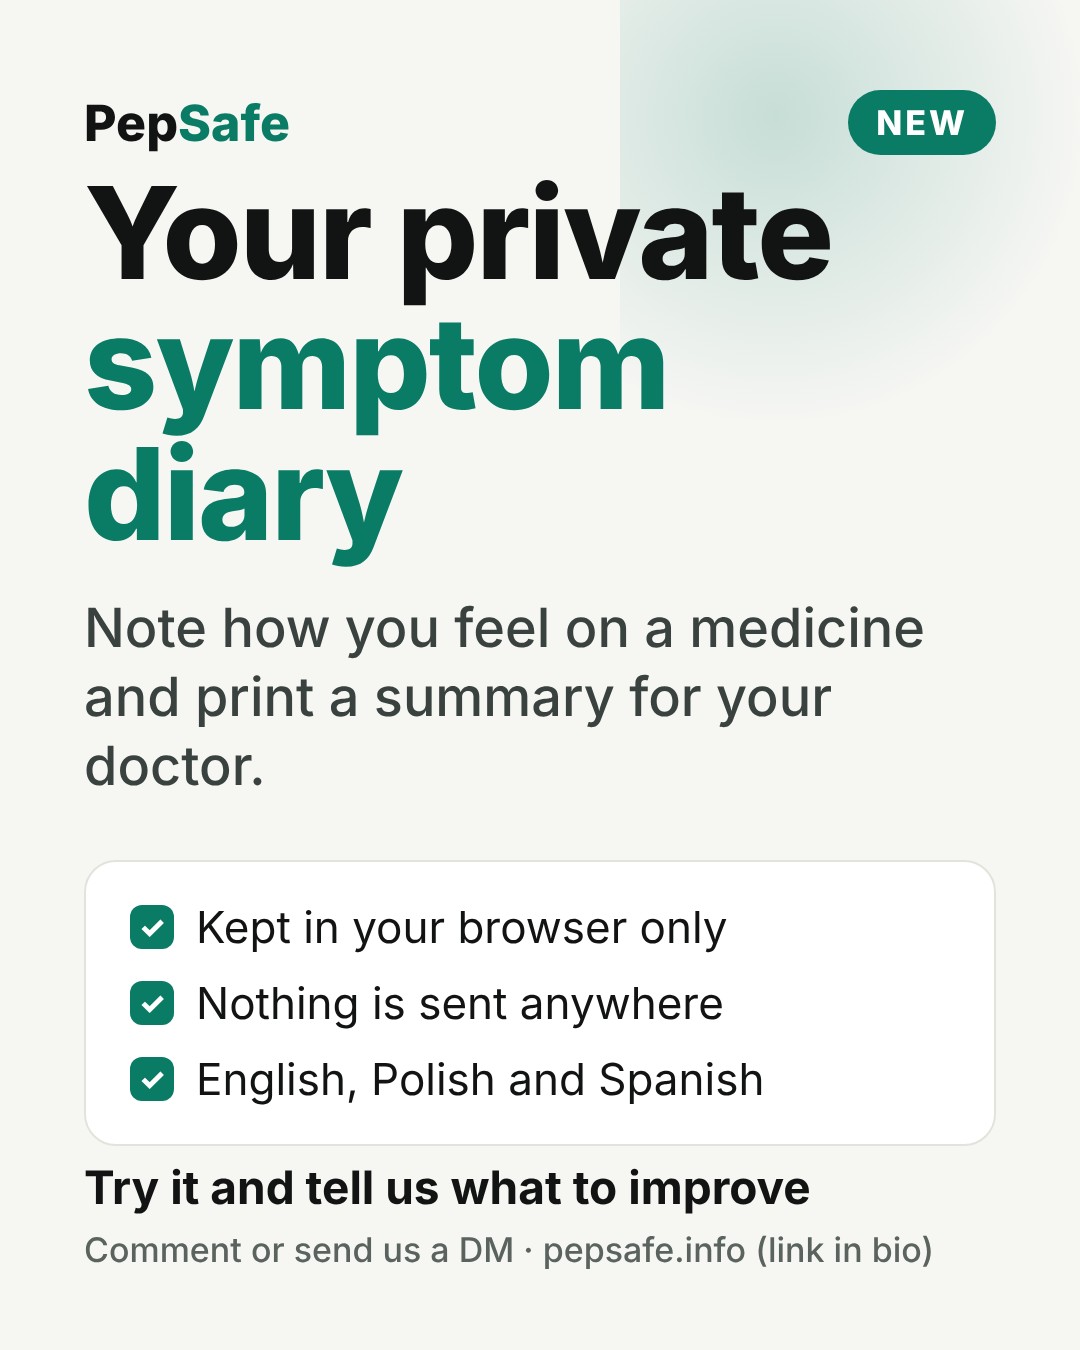 PepSafe
NEW
Your private
symptom
diary
Note how you feel on a medicine
and print a summary for your
doctor.
Kept in your browser only
Nothing is sent anywhere
English, Polish and Spanish
Try it and tell us what to improve
Comment or send us a DM · pepsafe.info (link in bio)